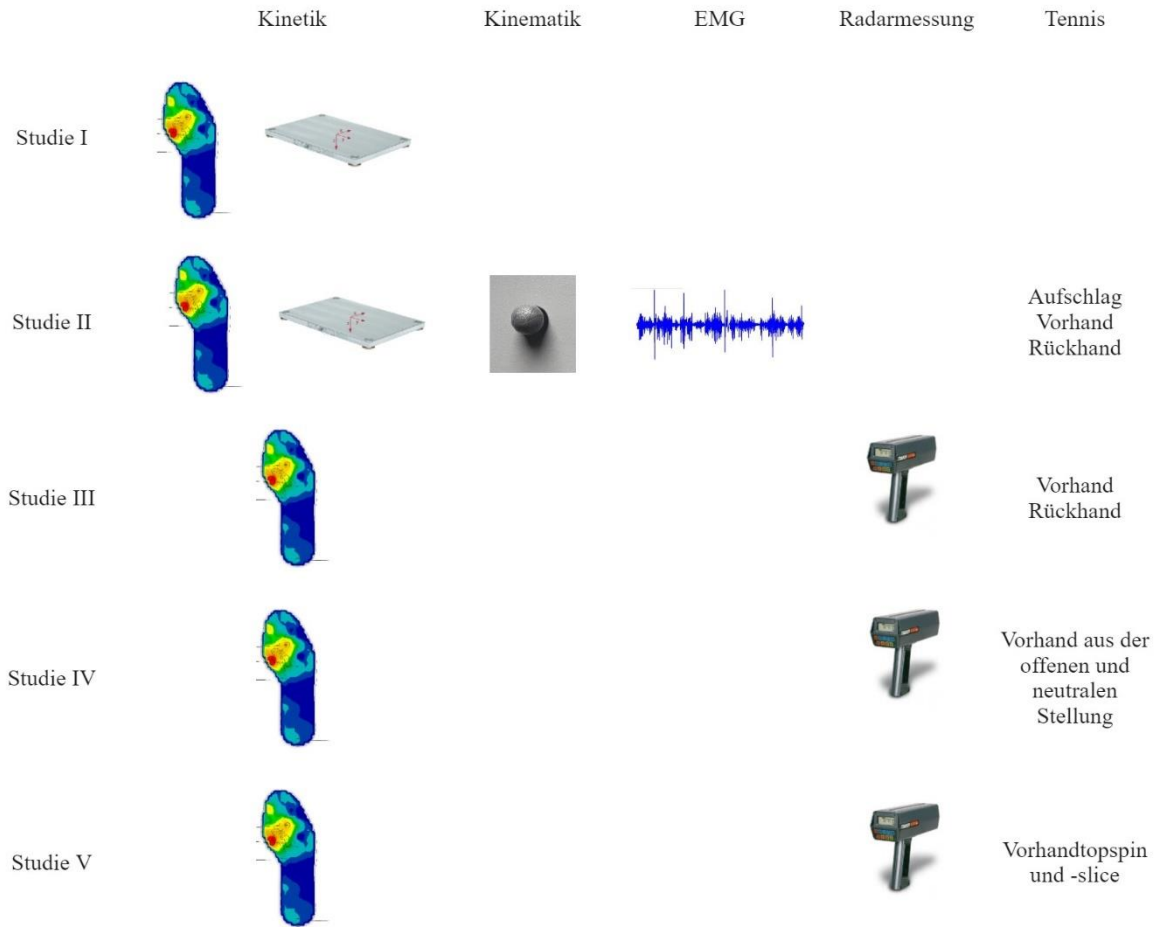 Kinetik Kinematik EMG Radarmessung Tennis
Studie I
Studie II
Aufschlag
Vorhand
Rückhand
Studie III
Vorhand
Rückhand
Studie IV
Vorhand aus der
offenen und
neutralen
Stellung
Studie V
Vorhandtopspin
und -slice